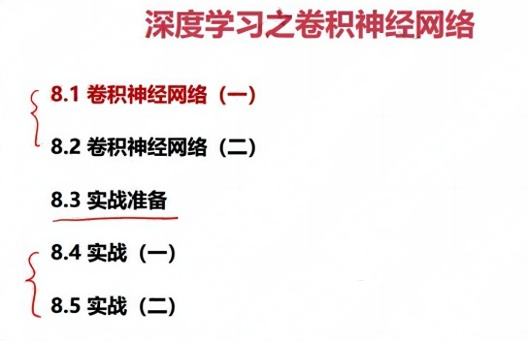 深度学习之卷积神经网络
8.1 卷积神经网络（一）
8.2 卷积神经网络（二）
8.3 实战准备
8.4 实战（一）
8.5 实战（二）